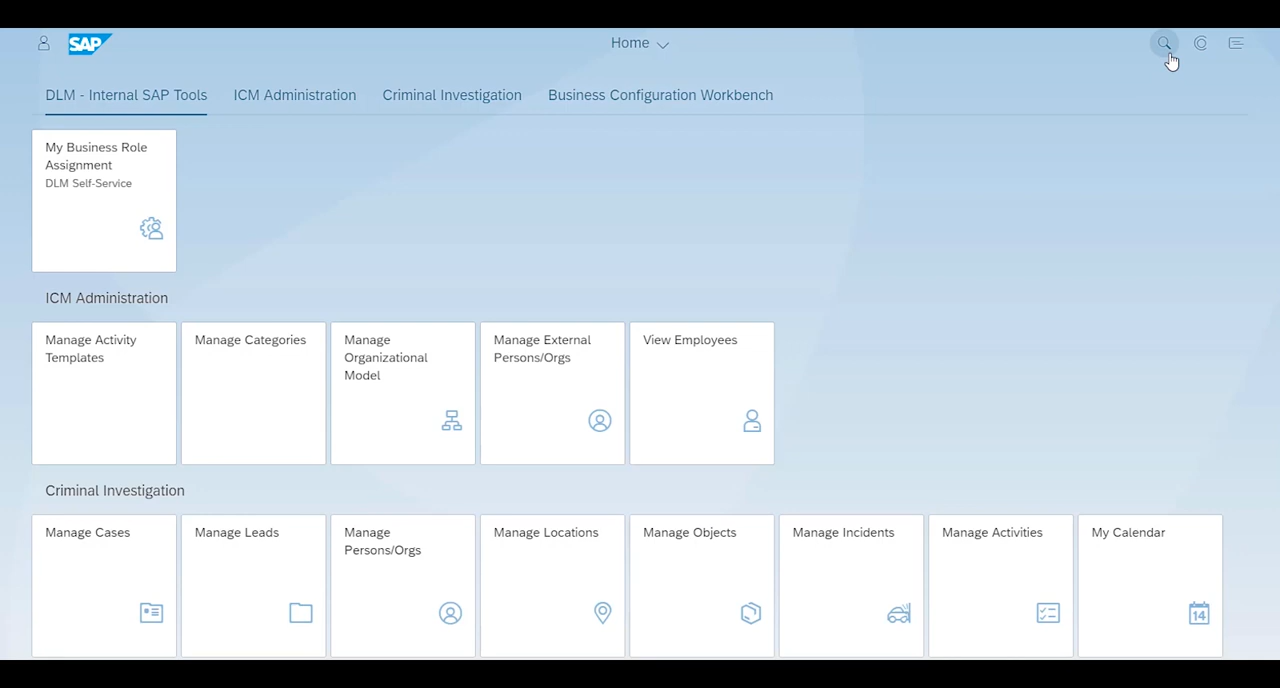 SAP
Home
DLM - Internal SAP Tools
ICM Administration
Criminal Investigation
Business Configuration Workbench
My Business Role
Assignment
DLM Self-Service
ICM Administration
Manage Activity
Templates
Manage Categories
Manage
Organizational
Model
Manage External
Persons/Orgs
View Employees
Criminal Investigation
Manage Cases
Manage Leads
Manage
Persons/Orgs
Manage Locations
Manage Objects
Manage Incidents
Manage Activities
My Calendar
14